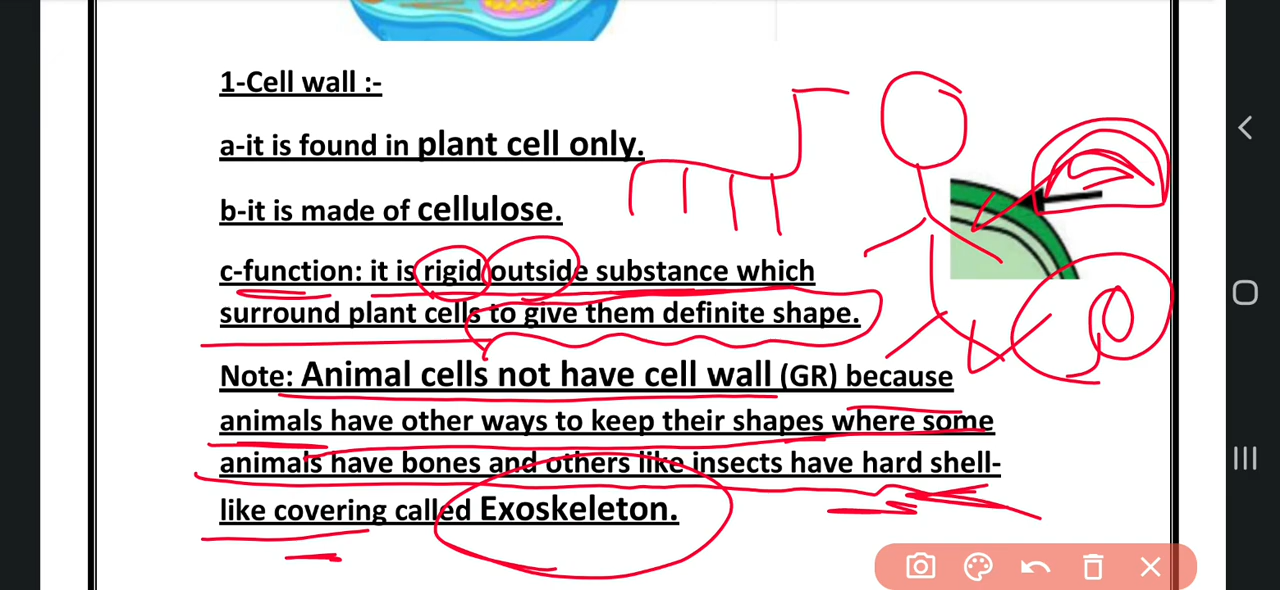 1-Cell wall :-
a-it is found in plant cell only.
b-it is made of cellulose.
c-function: it is rigid outside substance which
surround plant cells to give them definite shape.
Note: Animal cells not have cell wall (GR) because
animals have other ways to keep their shapes where some
animals have bones and others like insects have hard shell-
like covering called Exoskeleton.